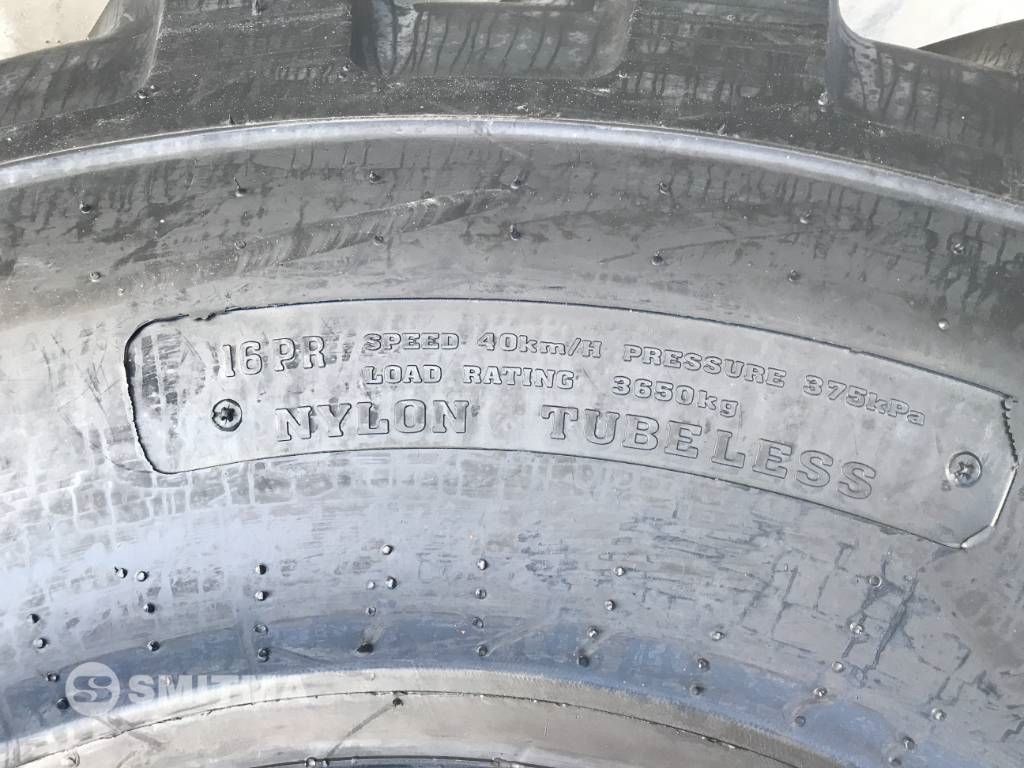 16PR SPEED 40km/H PRESSURE 375kPa
LOAD RATING 3650kg
NYLON TUBELESS
S SMITMA